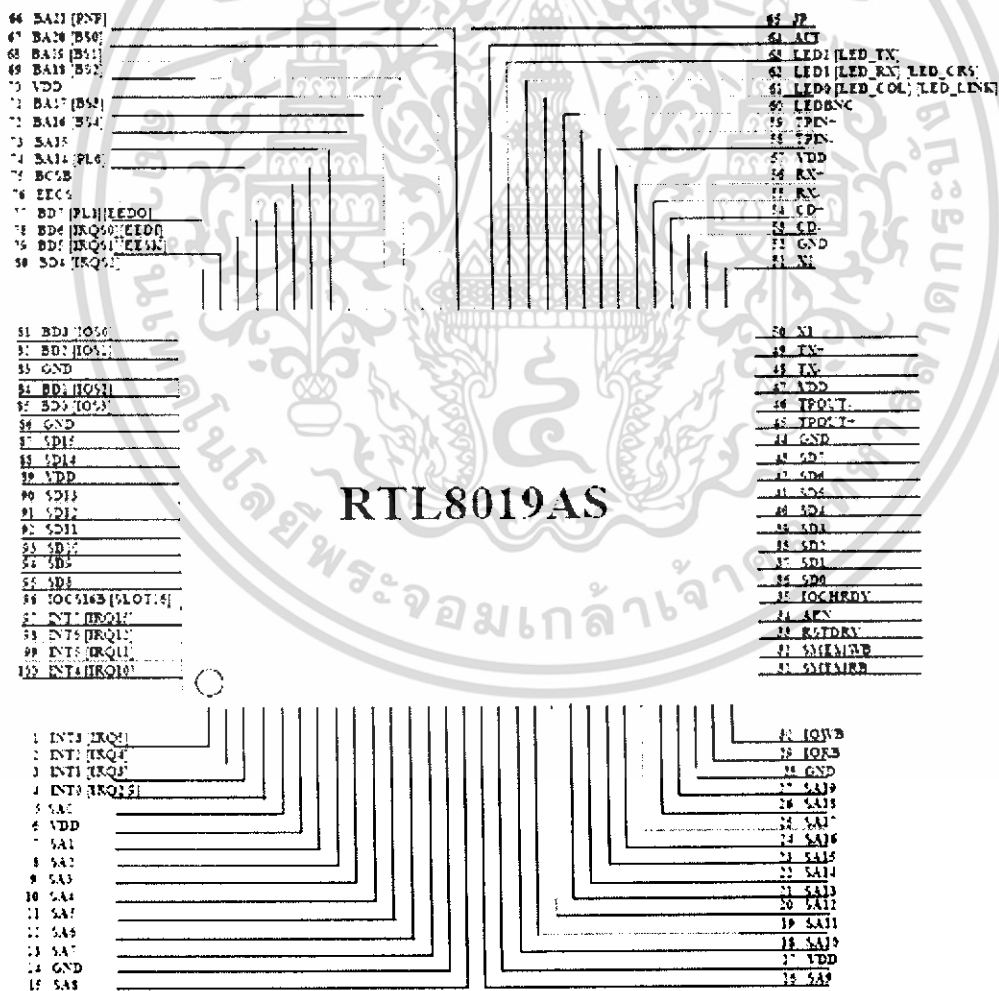 66 BA21 [PNP]
67 BA20 [BS0]
68 BA19 [BS1]
69 BA18 [BS2]
70 VDD
71 BA17 [BS3]
72 BA16 [BS4]
73 BA15
74 BA14 [PL0]
75 BCSB
76 EECS
77 BD7 [PL1][EEDO]
78 BD6 [IRQS0][EEDI]
79 BD5 [IRQS1][EESK]
80 BD4 [IRQS2]
65 JP
64 AUI
63 LED2 [LED_TX]
62 LED1 [LED_RX] [LED_CRS]
61 LED0 [LED_COL] [LED_LINK]
60 LEDBNC
59 TPIN+
58 TPIN-
57 VDD
56 RX+
55 RX-
54 CD+
53 CD-
52 GND
51 X2
81 BD3 [IOS0]
82 BD2 [IOS1]
83 GND
84 BD1 [IOS2]
85 BD0 [IOS3]
86 GND
87 SD15
88 SD14
89 VDD
90 SD13
91 SD12
92 SD11
93 SD10
94 SD9
95 SD8
96 IOCS16B [SLOT16]
97 INT7 [IRQ15]
98 INT6 [IRQ12]
99 INT5 [IRQ11]
100 INT4 [IRQ10]
RTL8019AS
50 X1
49 TX+
48 TX-
47 VDD
46 TPOUT-
45 TPOUT+
44 GND
43 SD7
42 SD6
41 SD5
40 SD4
39 SD3
38 SD2
37 SD1
36 SD0
35 IOCHRDY
34 AEN
33 RSTDRV
32 SMEMWB
31 SMEMRB
1 INT3 [IRQ5]
2 INT2 [IRQ4]
3 INT1 [IRQ3]
4 INT0 [IRQ2/9]
5 SA0
6 VDD
7 SA1
8 SA2
9 SA3
10 SA4
11 SA5
12 SA6
13 SA7
14 GND
15 SA8
30 IOWB
29 IORB
28 GND
27 SA19
26 SA18
25 SA17
24 SA16
23 SA15
22 SA14
21 SA13
20 SA12
19 SA11
18 SA10
17 VDD
16 SA9